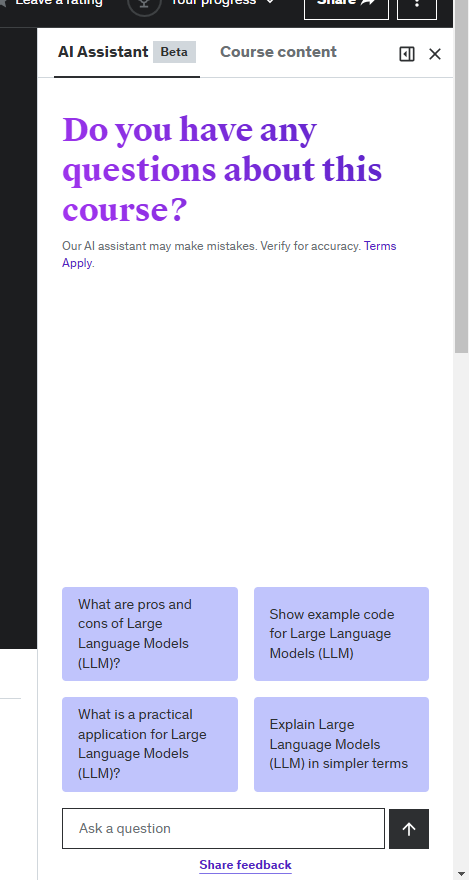 Leave a rating
Your progress
Share
AI Assistant Beta Course content
Do you have any
questions about this
course?
Our AI assistant may make mistakes. Verify for accuracy. Terms
Apply.
What are pros and
cons of Large
Language Models
(LLM)?
Show example code
for Large Language
Models (LLM)
What is a practical
application for Large
Language Models
(LLM)?
Explain Large
Language Models
(LLM) in simpler terms
Ask a question
Share feedback